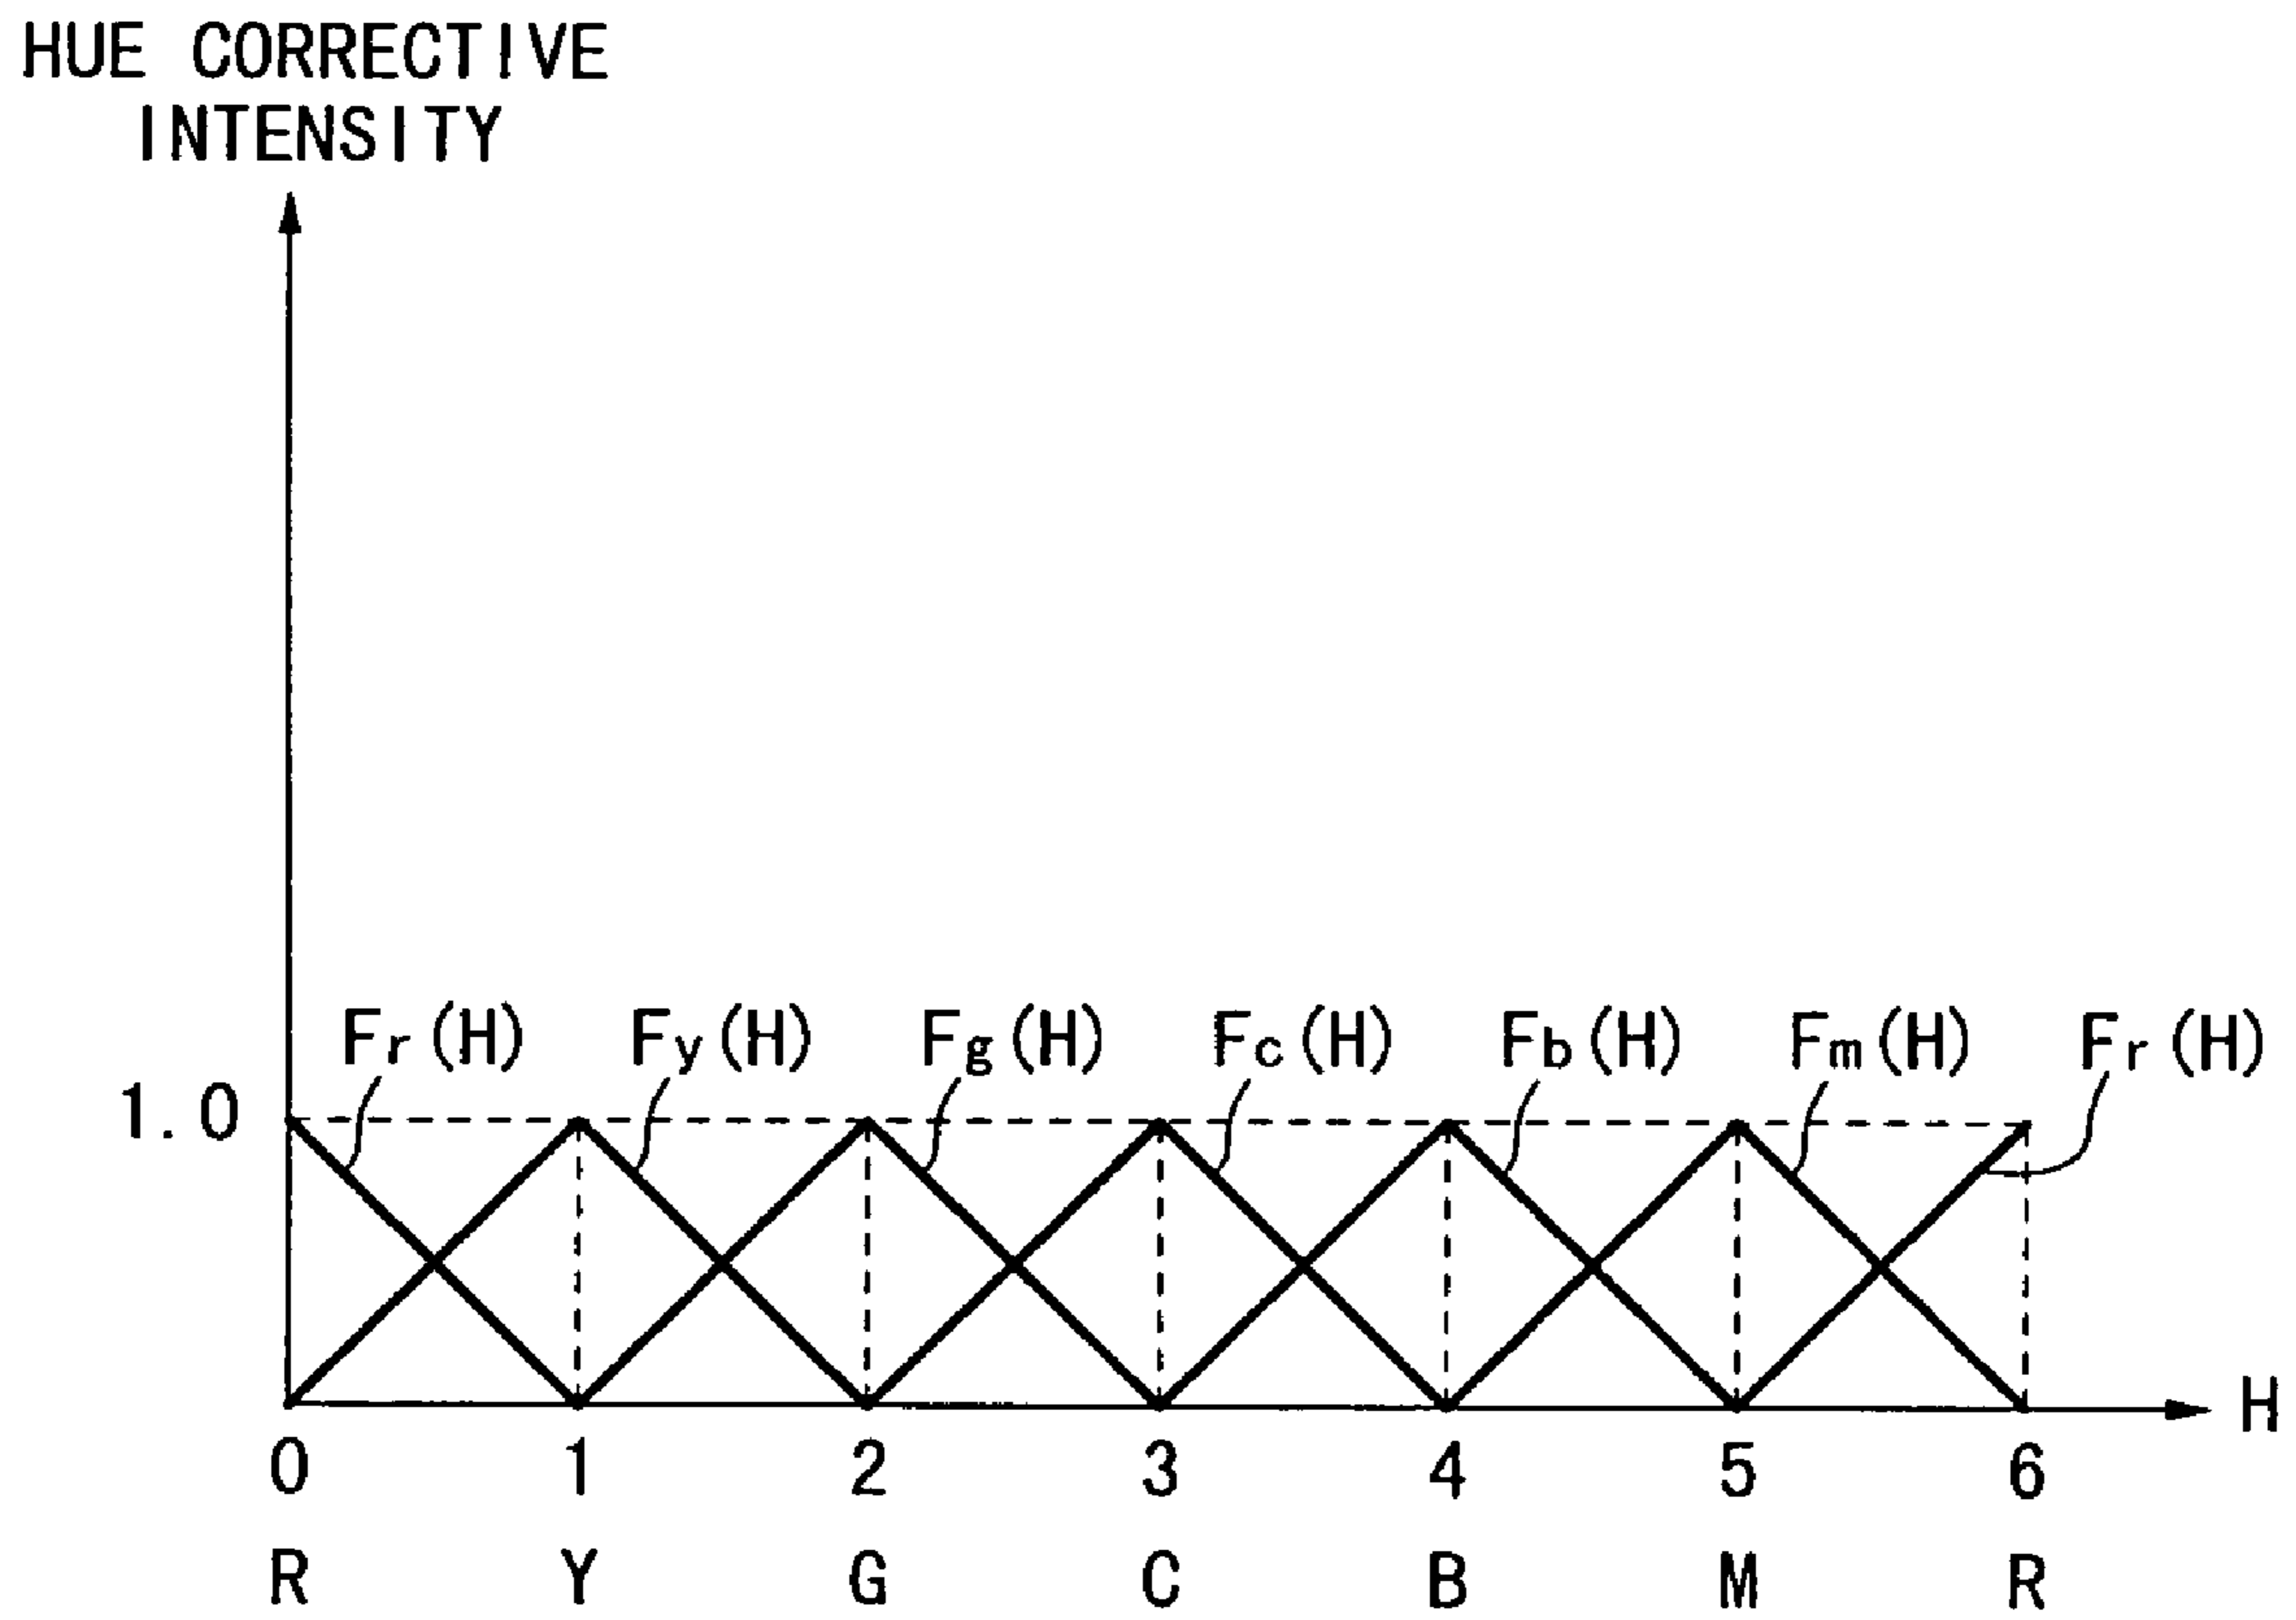 HUE CORRECTIVE
INTENSITY
Fr(H) Fy(H) Fg(H) Fc(H) Fb(H) Fm(H) Fr(H)
1.0
H
0 1 2 3 4 5 6
R Y G C B M R